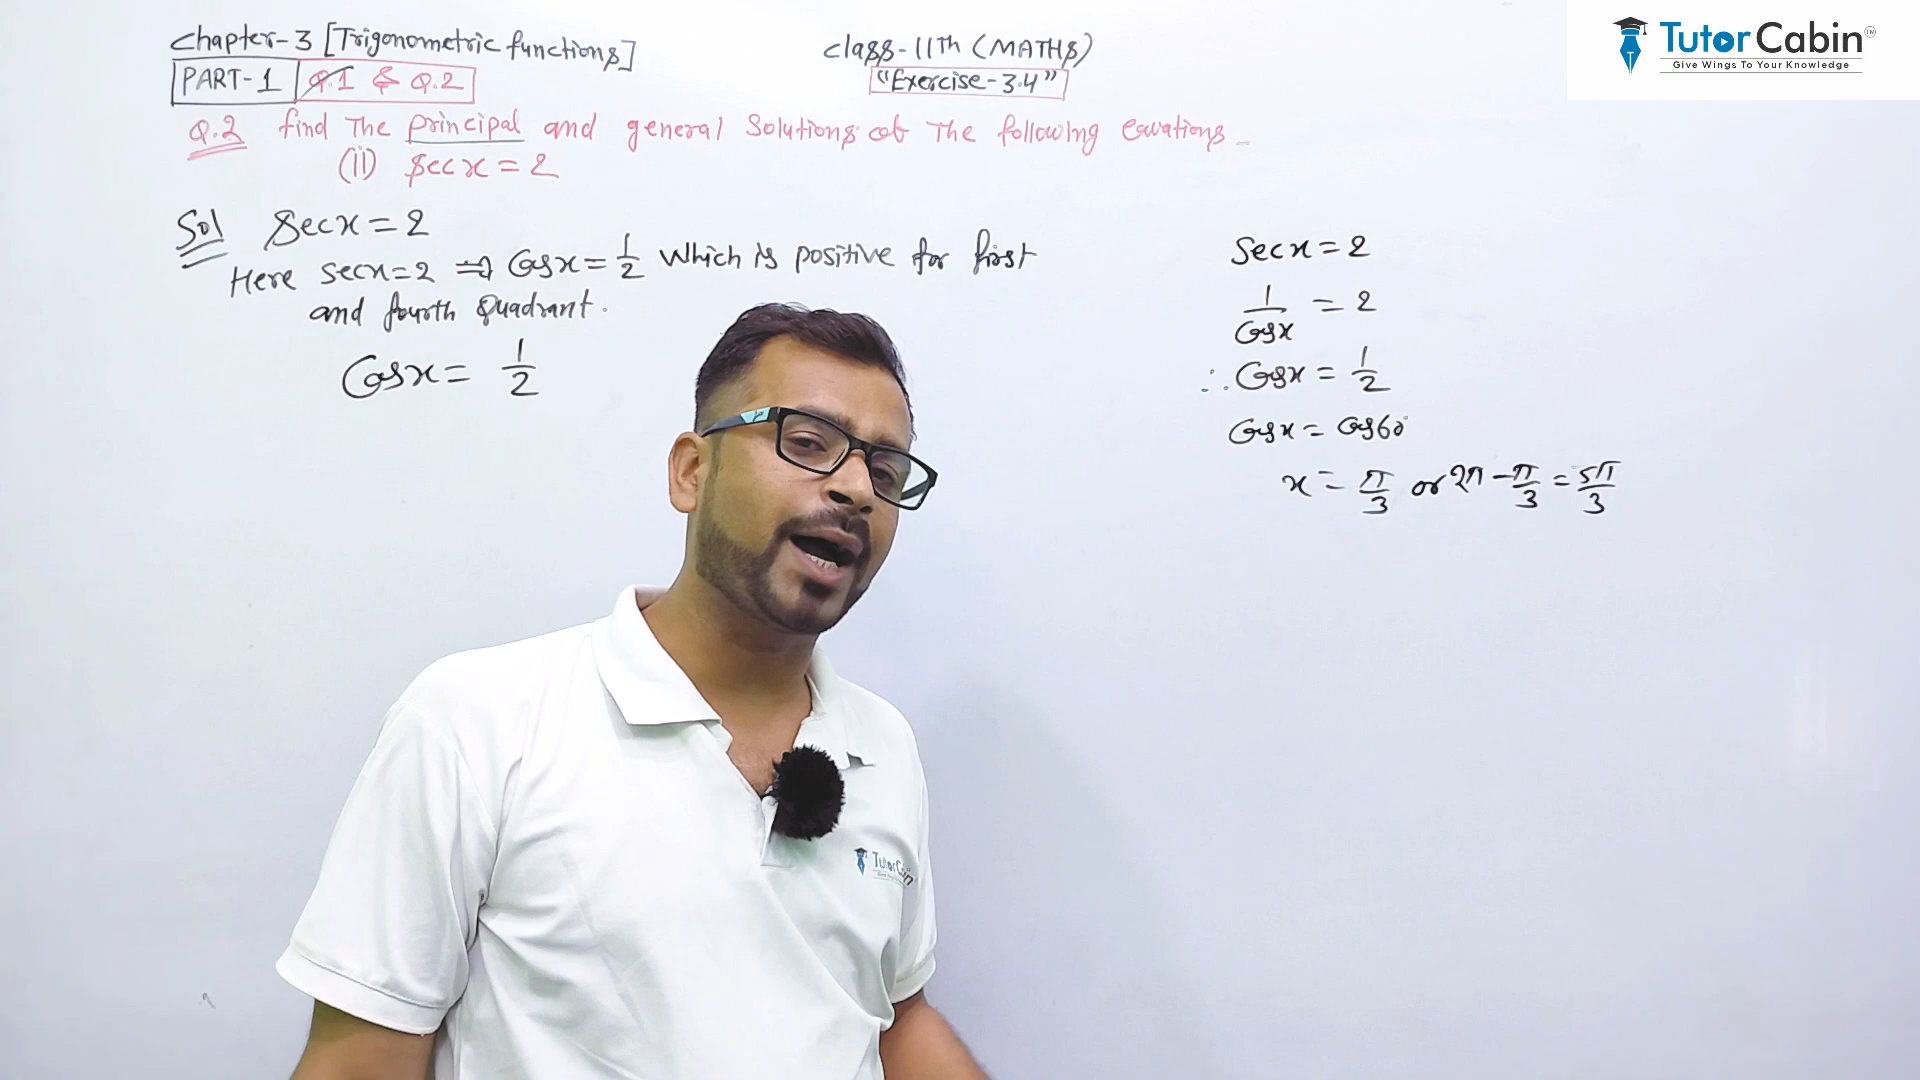 Chapter-3 [Trigonometric functions]
Class-11th (MATHS)
PART-1 Q.1 & Q.2
"Exercise-3.4"
Q.2 find The principal and general Solutions of The following equations-
(ii) Sec x = 2
Sol Sec x = 2
Here sec x = 2 ⇒ Cos x = 1/2 Which is positive for first
and fourth Quadrant.
Cos x = 1/2
Sec x = 2
1/Cos x = 2
∴ Cos x = 1/2
Cos x = Cos 60°
x = π/3 or 2π - π/3 = 5π/3
TutorCabin TM
Give Wings To Your Knowledge
TutorCabin